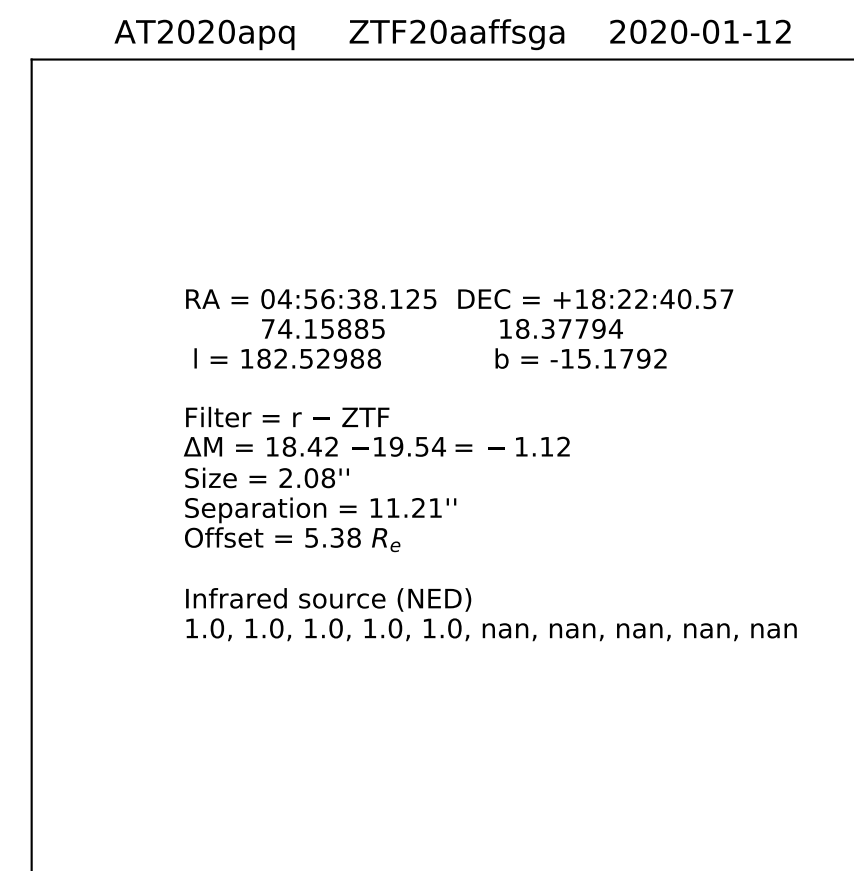 AT2020apq ZTF20aaffsga 2020-01-12
RA = 04:56:38.125 DEC = +18:22:40.57
74.15885 18.37794
l = 182.52988 b = -15.1792
Filter = r − ZTF
ΔM = 18.42 −19.54 = − 1.12
Size = 2.08''
Separation = 11.21''
Offset = 5.38 Re
Infrared source (NED)
1.0, 1.0, 1.0, 1.0, 1.0, nan, nan, nan, nan, nan